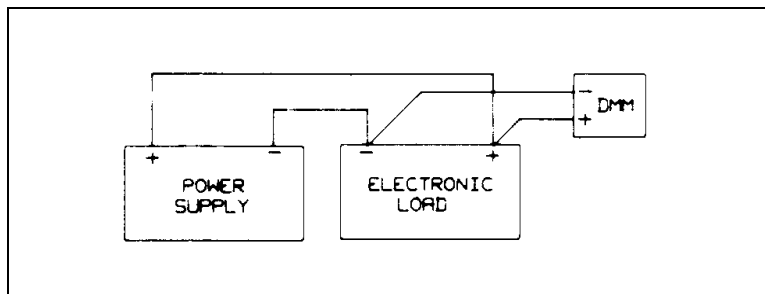 -
DMM
+
+
-
-
+
POWER
SUPPLY
ELECTRONIC
LOAD